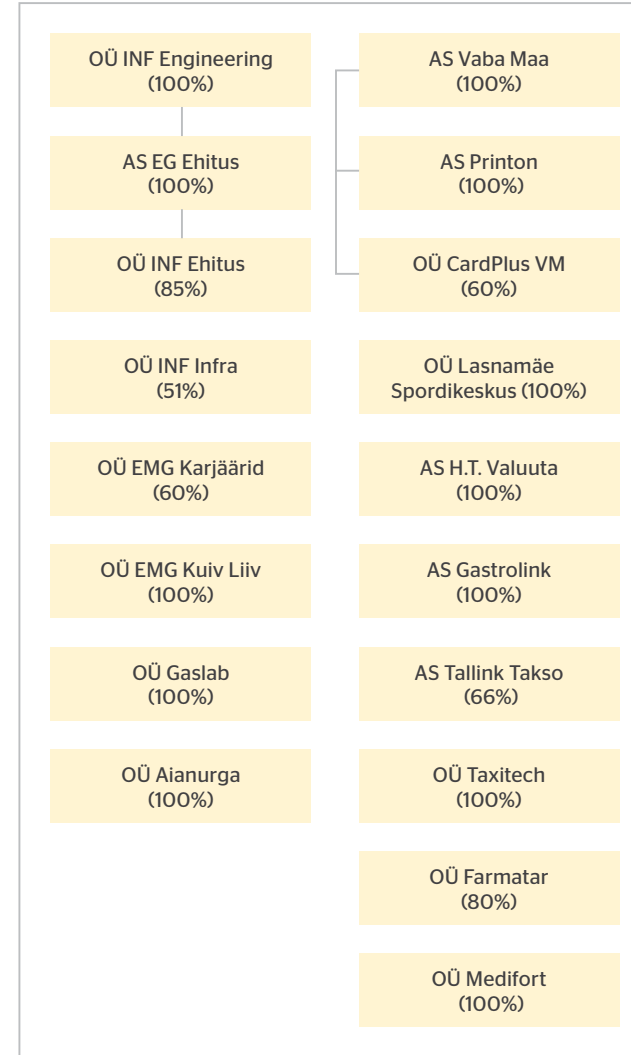 OÜ INF Engineering
(100%)
AS EG Ehitus
(100%)
OÜ INF Ehitus
(85%)
OÜ INF Infra
(51%)
OÜ EMG Karjäärid
(60%)
OÜ EMG Kuiv Liiv
(100%)
OÜ Gaslab
(100%)
OÜ Aianurga
(100%)
AS Vaba Maa
(100%)
AS Printon
(100%)
OÜ CardPlus VM
(60%)
OÜ Lasnamäe
Spordikeskus (100%)
AS H.T. Valuuta
(100%)
AS Gastrolink
(100%)
AS Tallink Takso
(66%)
OÜ Taxitech
(100%)
OÜ Farmatar
(80%)
OÜ Medifort
(100%)